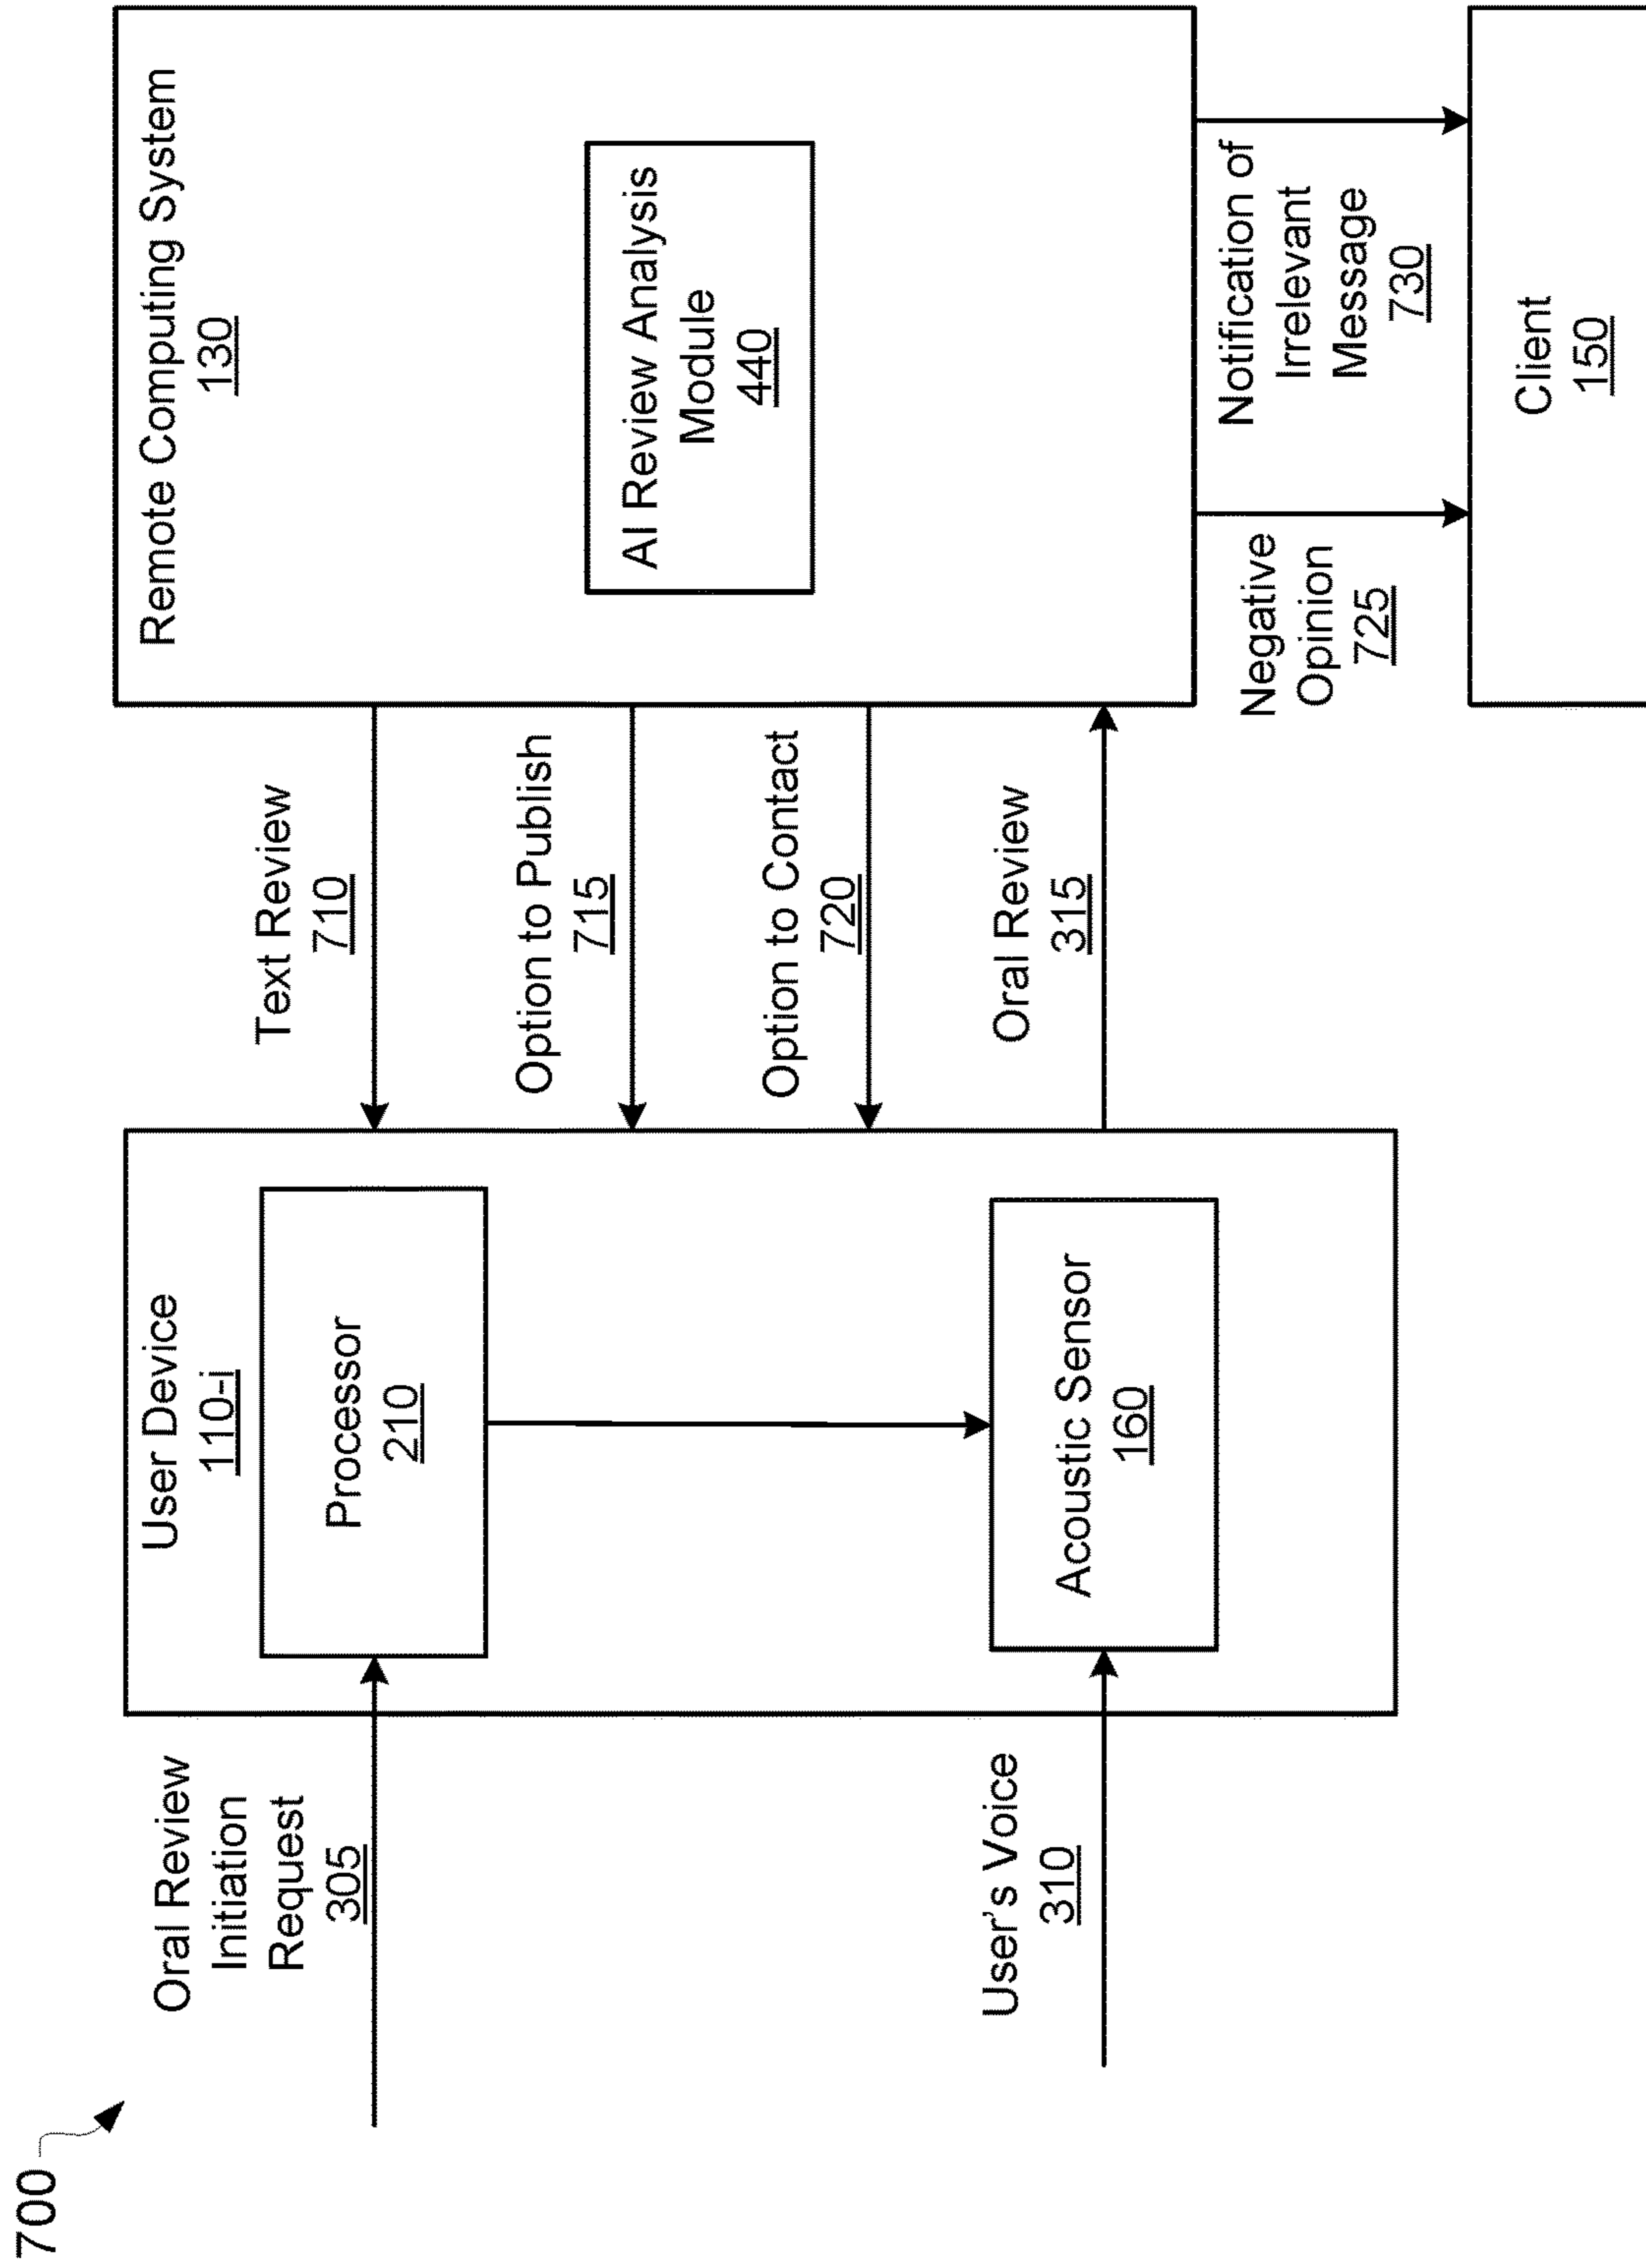 700
Oral Review
Initiation
Request
305
User's Voice
310
User Device
110-i
Processor
210
Acoustic Sensor
160
Text Review
710
Option to Publish
715
Option to Contact
720
Oral Review
315
Remote Computing System
130
AI Review Analysis
Module
440
Negative
Opinion
725
Notification of
Irrelevant
Message
730
Client
150